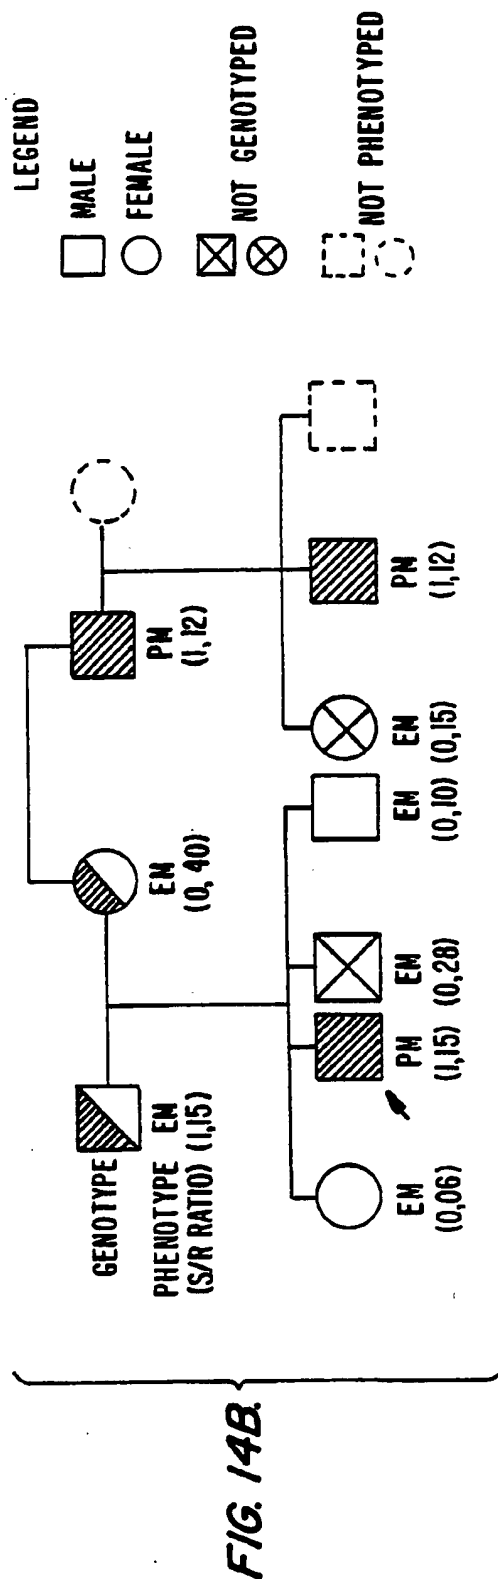 FIG. 14B.
GENOTYPE
PHENOTYPE EM
(S/R RATIO) (1,15)
EM
(0,40)
PM
(1,12)
EM
(0,06)
PM
(1,15)
EM
(0,28)
EM
(0,10)
EM
(0,15)
PM
(1,12)
LEGEND
MALE
FEMALE
NOT GENOTYPED
NOT PHENOTYPED